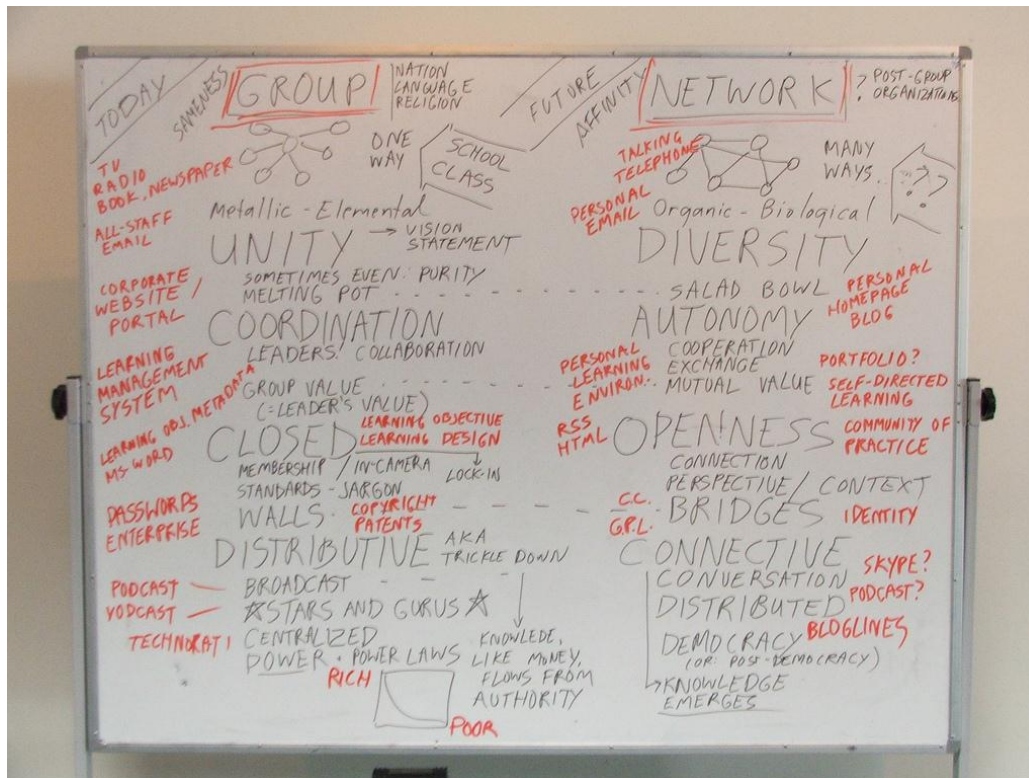 TODAY
SAMENESS
GROUP
NATION
LANGUAGE
RELIGION
TV
RADIO
BOOK, NEWSPAPER
ALL-STAFF
EMAIL
ONE
WAY
SCHOOL
CLASS
Metallic - Elemental
UNITY → VISION
STATEMENT
SOMETIMES EVEN: PURITY
MELTING POT
CORPORATE
WEBSITE /
PORTAL
COORDINATION
LEADERS! COLLABORATION
LEARNING
MANAGEMENT
SYSTEM
GROUP VALUE
(=LEADER'S VALUE)
LEARNING OBJ. METADATA
MS WORD
CLOSED
LEARNING OBJECTIVE
LEARNING DESIGN
MEMBERSHIP / IN-CAMERA
LOCK-IN
STANDARDS - JARGON
WALLS
COPYRIGHT
PATENTS
PASSWORDS
ENTERPRISE
DISTRIBUTIVE
AKA
TRICKLE DOWN
PODCAST —
VODCAST —
TECHNORATI
BROADCAST
☆STARS AND GURUS☆
CENTRALIZED
POWER · POWER LAWS
RICH
POOR
KNOWLEDE,
LIKE MONEY,
FLOWS FROM
AUTHORITY
FUTURE
AFFINITY
NETWORK
? POST-GROUP
ORGANIZATIONS
TALKING
TELEPHONE
PERSONAL
EMAIL
MANY
WAYS...
???
Organic - Biological
DIVERSITY
SALAD BOWL
PERSONAL
HOMEPAGE
BLOG
AUTONOMY
COOPERATION
EXCHANGE
MUTUAL VALUE
PERSONAL
LEARNING
ENVIRON.
PORTFOLIO?
SELF-DIRECTED
LEARNING
RSS
HTML
OPENNESS
COMMUNITY OF
PRACTICE
CONNECTION
PERSPECTIVE / CONTEXT
C.C.
G.P.L.
BRIDGES
IDENTITY
CONNECTIVE
CONVERSATION
SKYPE?
PODCAST?
DISTRIBUTED
DEMOCRACY
BLOGLINES
(OR: POST-DEMOCRACY)
→KNOWLEDGE
EMERGES